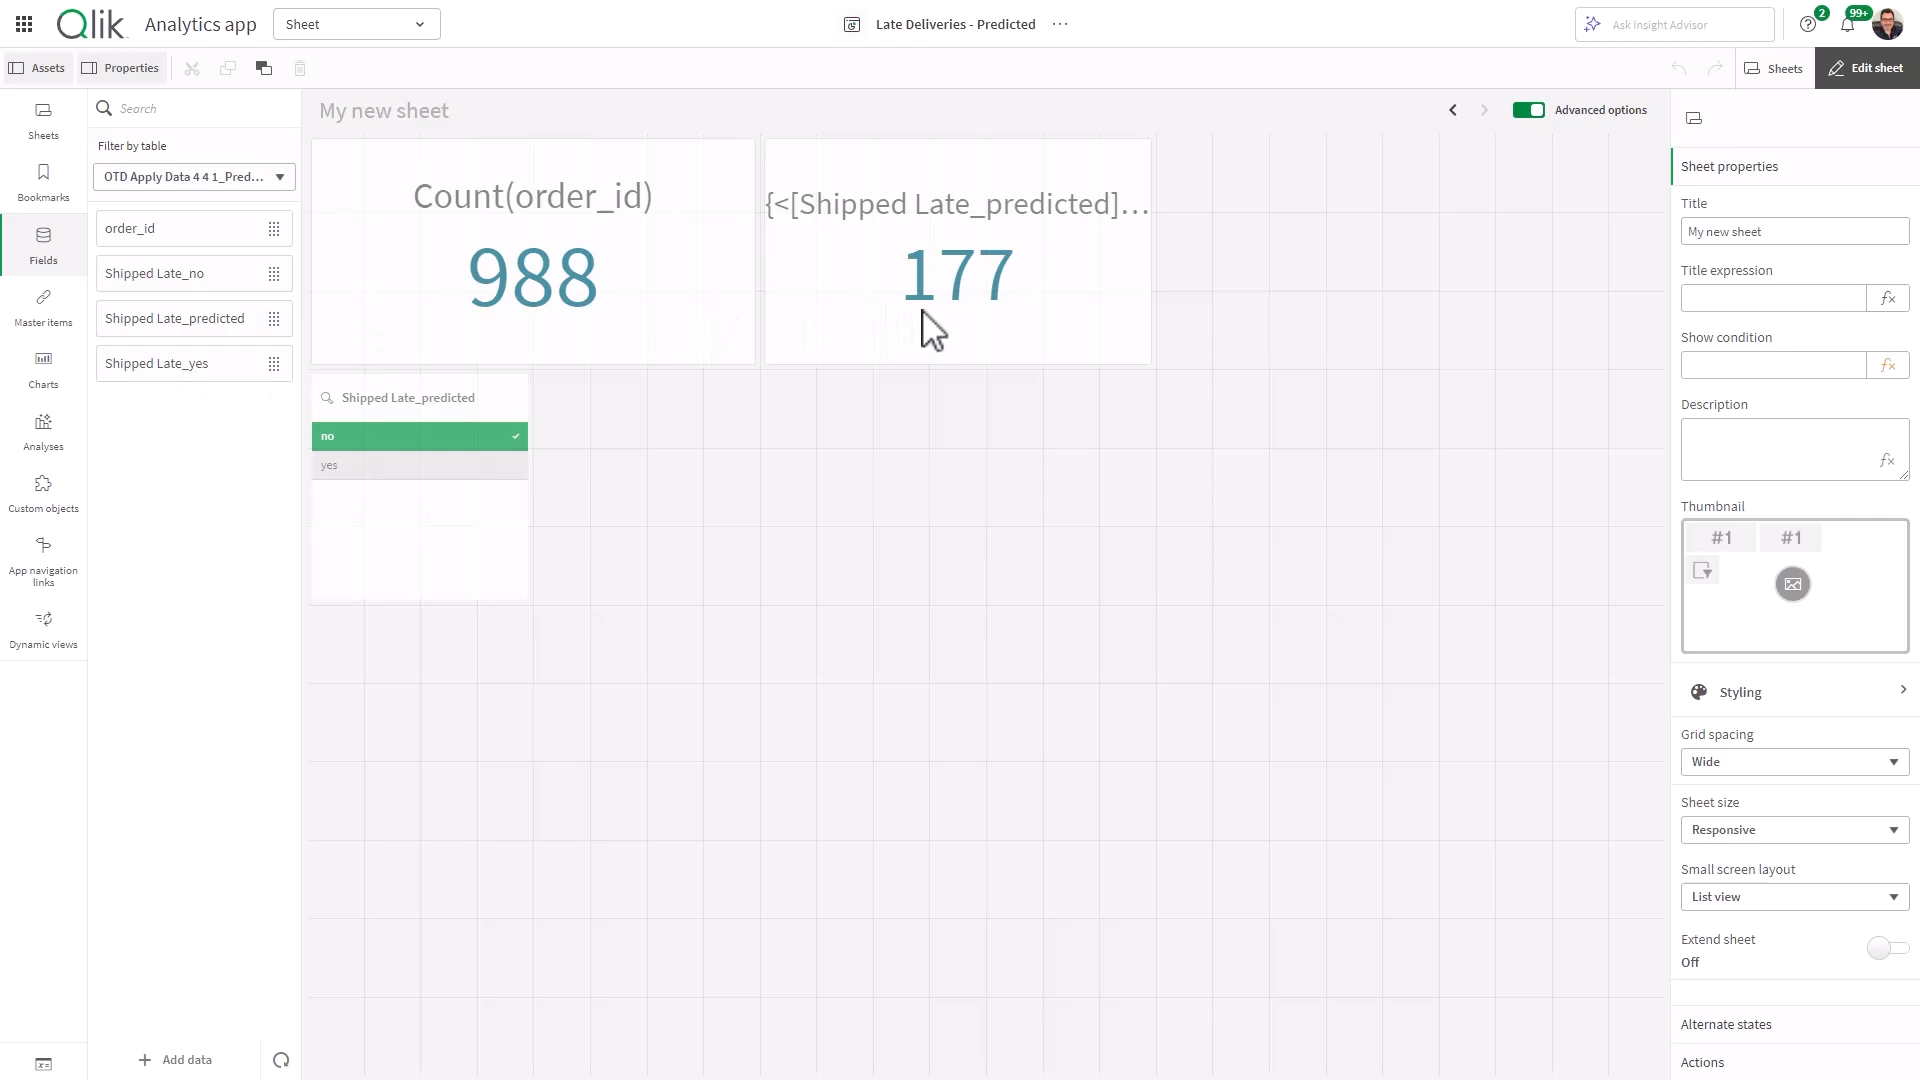 Qlik
Analytics app
Sheet
Late Deliveries - Predicted
Ask Insight Advisor
2
99+
Assets
Properties
Sheets
Edit sheet
Sheets
Bookmarks
Fields
Master items
Charts
Analyses
Custom objects
App navigation
links
Dynamic views
Search
Filter by table
OTD Apply Data 4 4 1_Pred...
order_id
Shipped Late_no
Shipped Late_predicted
Shipped Late_yes
Add data
My new sheet
Advanced options
Count(order_id)
988
{<[Shipped Late_predicted]...
177
Shipped Late_predicted
no
yes
Sheet properties
Title
My new sheet
Title expression
fx
Show condition
fx
Description
fx
Thumbnail
#1
#1
Styling
Grid spacing
Wide
Sheet size
Responsive
Small screen layout
List view
Extend sheet
Off
Alternate states
Actions